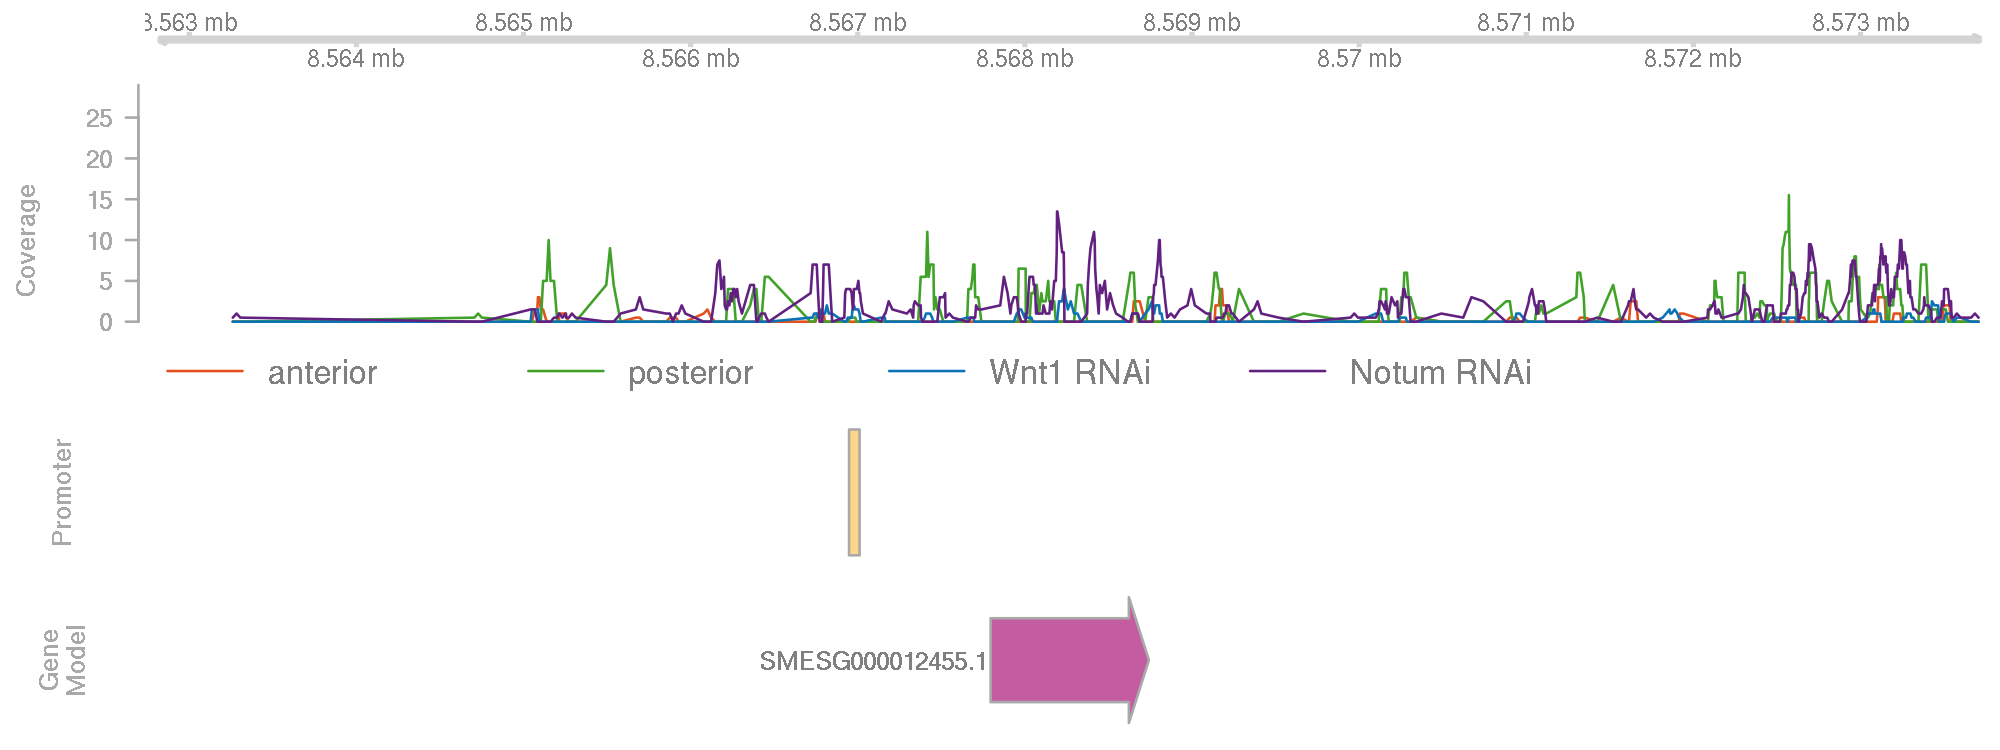 8.563 mb 8.565 mb 8.567 mb 8.569 mb 8.571 mb 8.573 mb
8.564 mb 8.566 mb 8.568 mb 8.57 mb 8.572 mb
Coverage
25
20
15
10
5
0
anterior posterior Wnt1 RNAi Notum RNAi
Promoter
Gene
Model
SMESG000012455.1